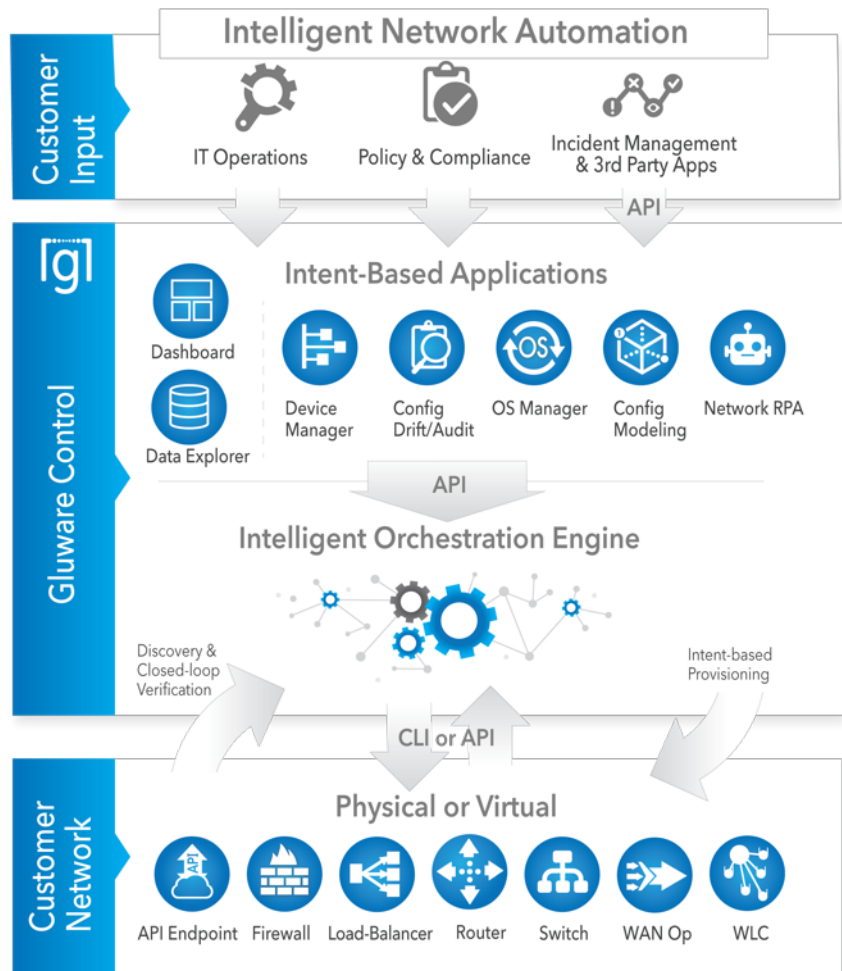 Intelligent Network Automation
Customer
Input
IT Operations
Policy & Compliance
Incident Management
& 3rd Party Apps
API
[g]
Gluware Control
Intent-Based Applications
Dashboard
Data Explorer
Device
Manager
Config
Drift/Audit
OS
OS Manager
1
Config
Modeling
Network RPA
API
Intelligent Orchestration Engine
Discovery &
Closed-loop
Verification
Intent-based
Provisioning
CLI or API
Customer
Network
Physical or Virtual
API
API Endpoint
Firewall
Load-Balancer
Router
Switch
WAN Op
WLC